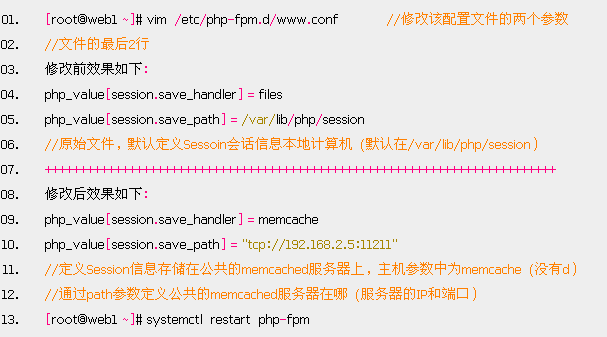 01. [root@web1 ~]# vim /etc/php-fpm.d/www.conf //修改该配置文件的两个参数
02. //文件的最后2行
03. 修改前效果如下:
04. php_value[session.save_handler] = files
05. php_value[session.save_path] = /var/lib/php/session
06. //原始文件，默认定义Sessoin会话信息本地计算机（默认在/var/lib/php/session）
07. ++++++++++++++++++++++++++++++++++++++++++++++++++++++++++++++++++++
08. 修改后效果如下:
09. php_value[session.save_handler] = memcache
10. php_value[session.save_path] = "tcp://192.168.2.5:11211"
11. //定义Session信息存储在公共的memcached服务器上，主机参数中为memcache（没有d）
12. //通过path参数定义公共的memcached服务器在哪（服务器的IP和端口）
13. [root@web1 ~]# systemctl restart php-fpm